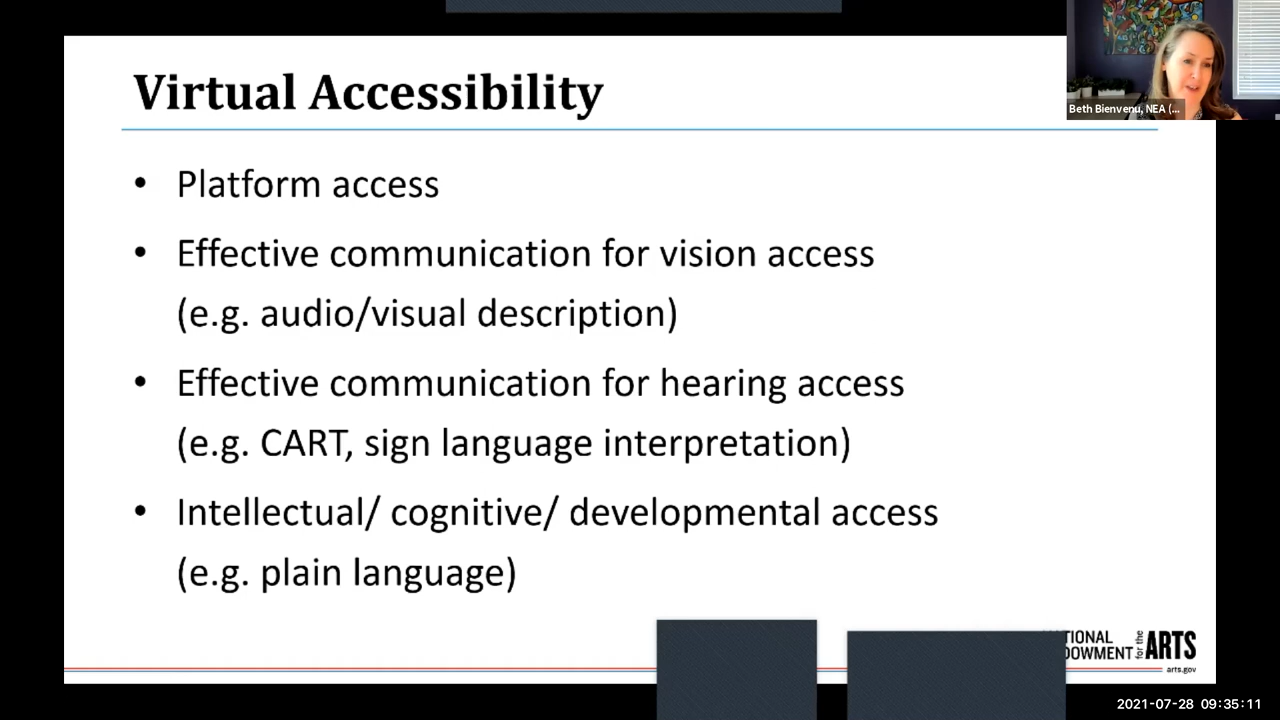 Virtual Accessibility
Beth Bienvenu, NEA (...
• Platform access
• Effective communication for vision access
(e.g. audio/visual description)
• Effective communication for hearing access
(e.g. CART, sign language interpretation)
• Intellectual/ cognitive/ developmental access
(e.g. plain language)
for the
ARTS
arts.gov
2021-07-28 09:35:11